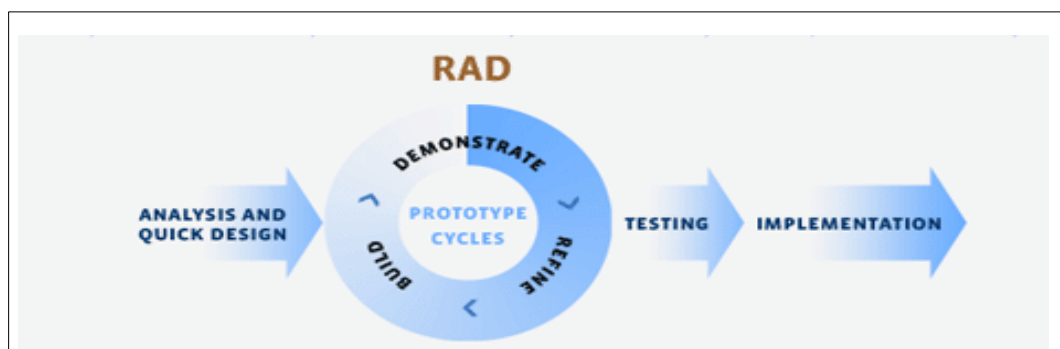 RAD
DEMONSTRATE
ANALYSIS AND
QUICK DESIGN
PROTOTYPE
CYCLES
BUILD
REFINE
TESTING
IMPLEMENTATION